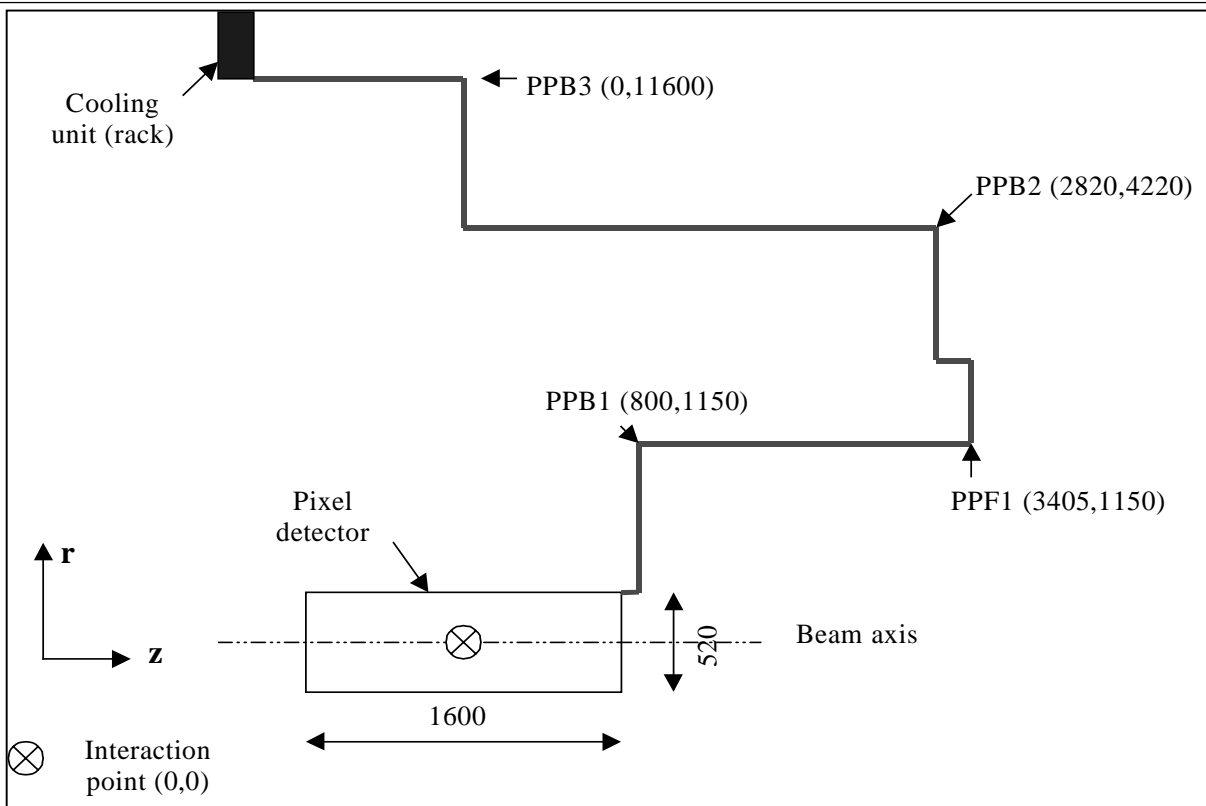 PPB3 (0,11600)
Cooling
unit (rack)
PPB2 (2820,4220)
PPB1 (800,1150)
PPF1 (3405,1150)
Pixel
detector
r
z
Beam axis
520
1600
Interaction
point (0,0)